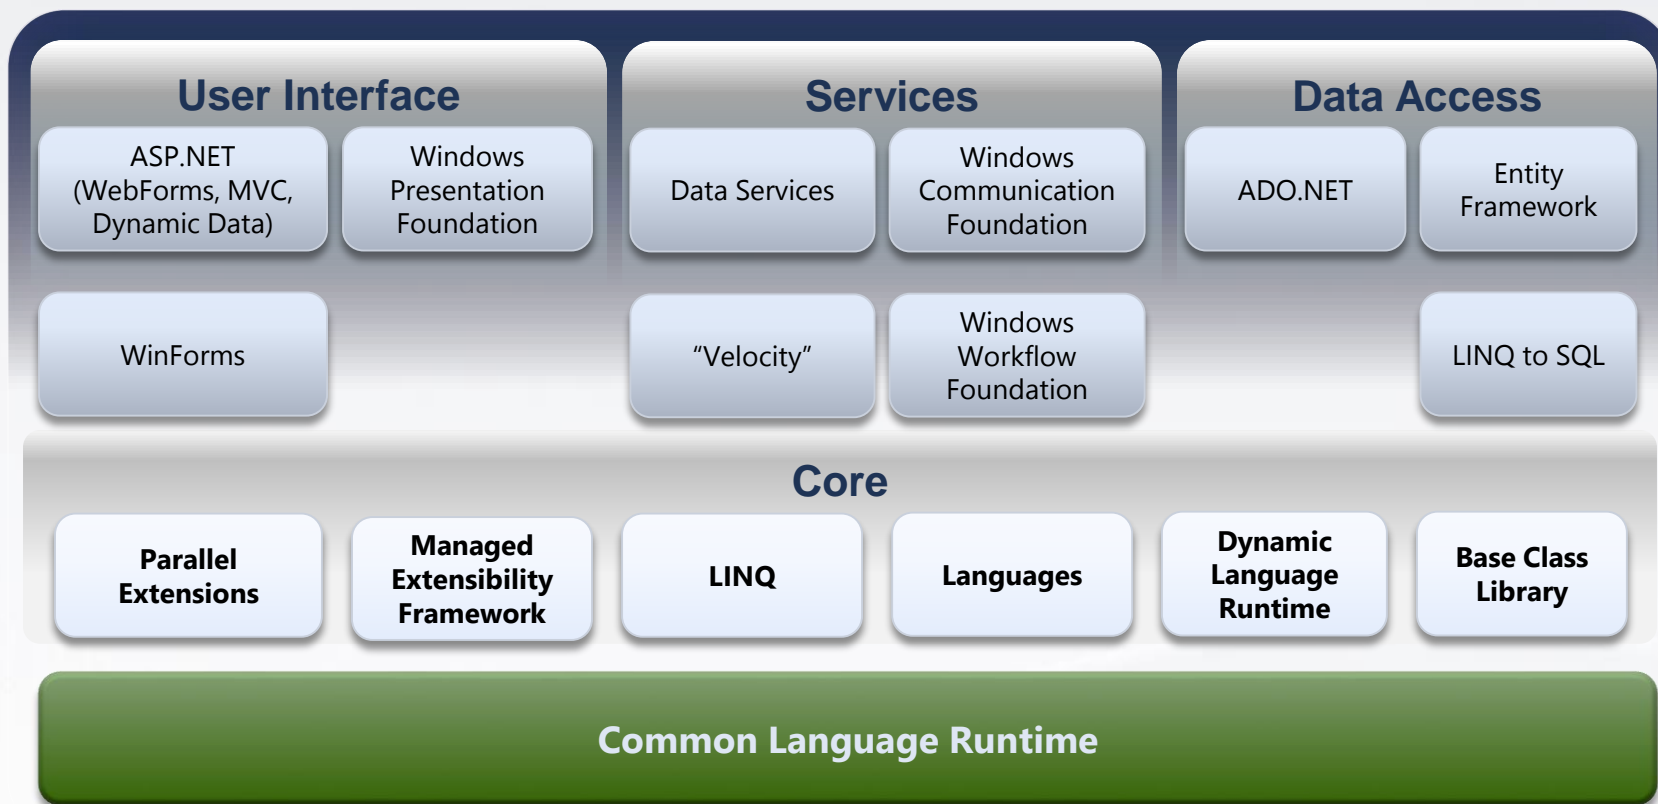 User Interface
ASP.NET
(WebForms, MVC,
Dynamic Data)
Windows
Presentation
Foundation
WinForms
Services
Data Services
Windows
Communication
Foundation
“Velocity”
Windows
Workflow
Foundation
Data Access
ADO.NET
Entity
Framework
LINQ to SQL
Core
Parallel
Extensions
Managed
Extensibility
Framework
LINQ
Languages
Dynamic
Language
Runtime
Base Class
Library
Common Language Runtime